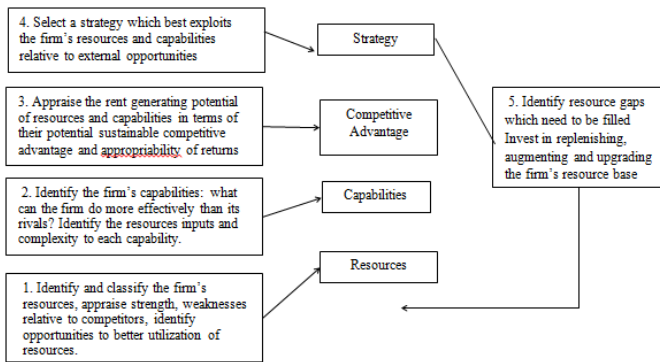 4. Select a strategy which best exploits
the firm's resources and capabilities
relative to external opportunities
Strategy
3. Appraise the rent generating potential
of resources and capabilities in terms of
their potential sustainable competitive
advantage and appropriability of returns
Competitive
Advantage
5. Identify resource gaps
which need to be filled
Invest in replenishing,
augmenting and upgrading
the firm's resource base
2. Identify the firm's capabilities: what
can the firm do more effectively than its
rivals? Identify the resources inputs and
complexity to each capability.
Capabilities
Resources
1. Identify and classify the firm's
resources, appraise strength, weaknesses
relative to competitors, identify
opportunities to better utilization of
resources.